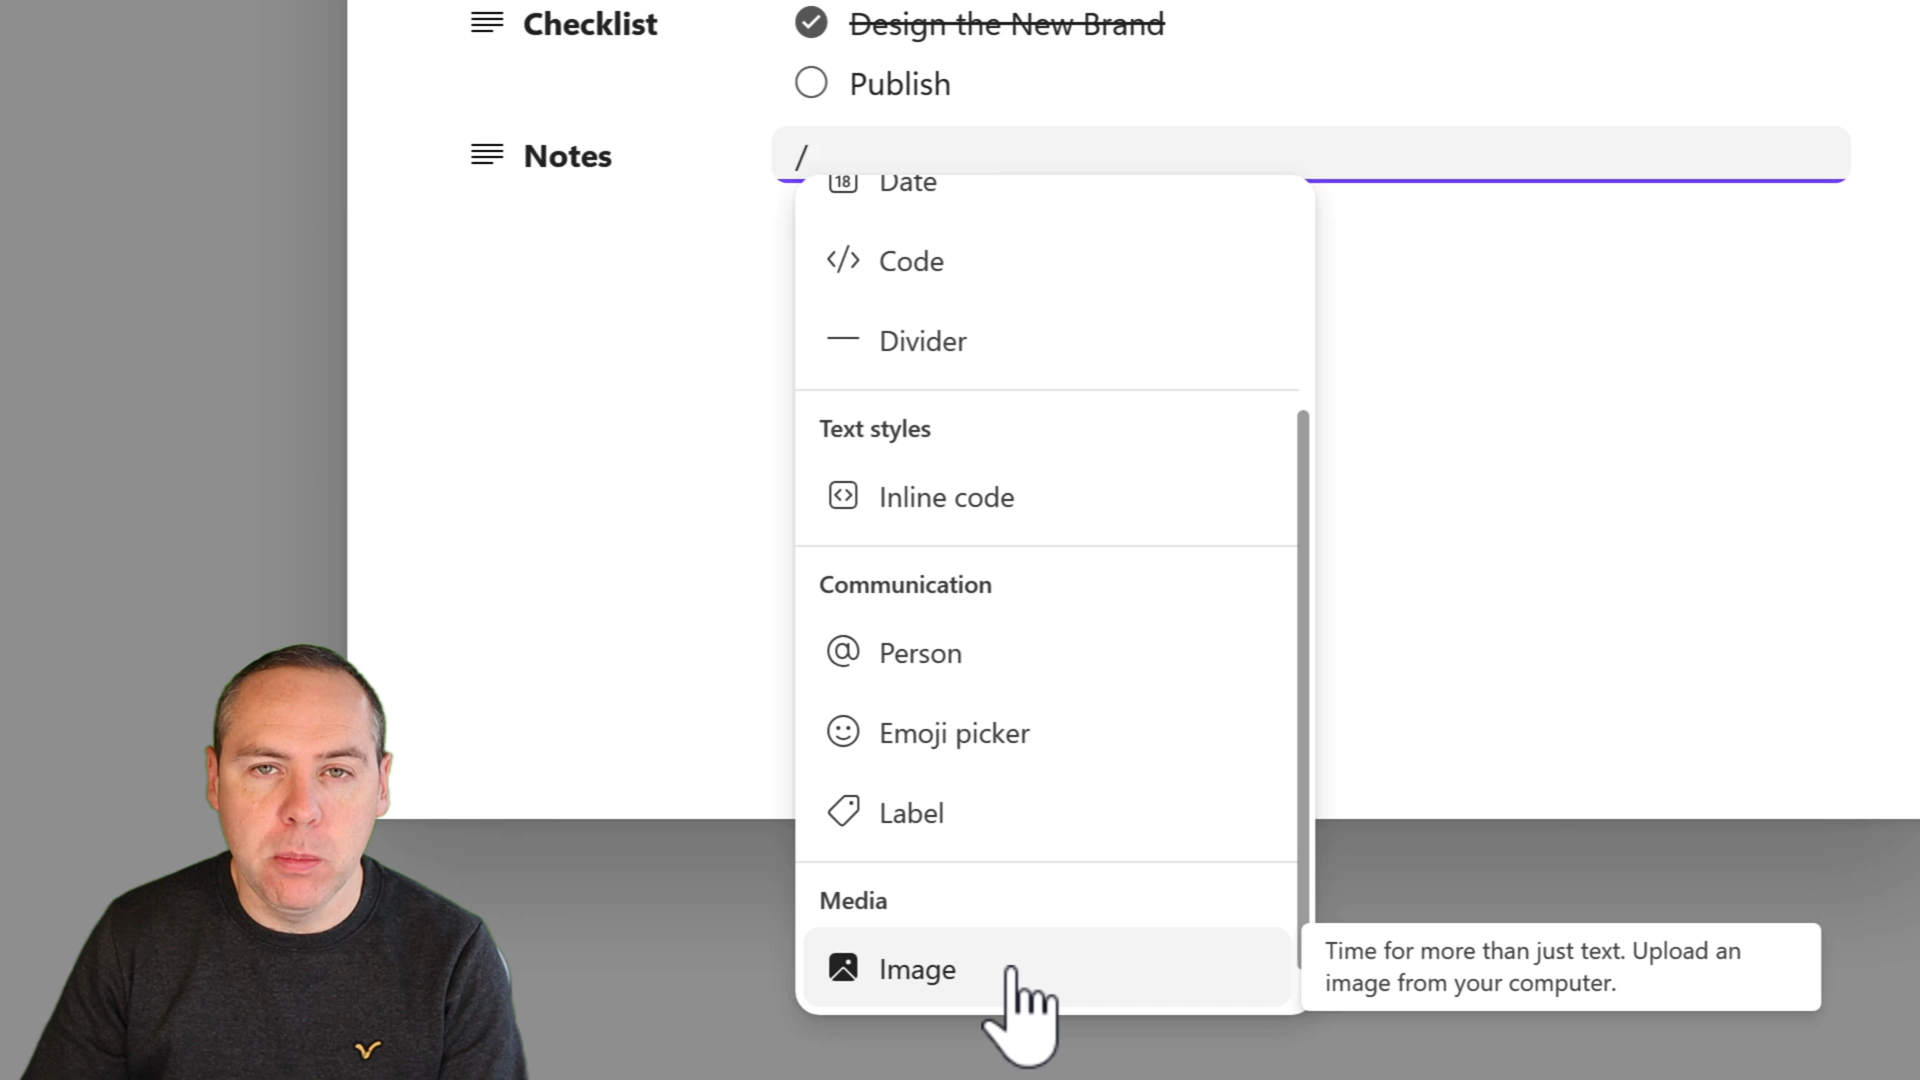 Checklist
Design the New Brand
Publish
Notes
/
18 Date
</> Code
Divider
Text styles
Inline code
Communication
@ Person
Emoji picker
Label
Media
Image
Time for more than just text. Upload an
image from your computer.